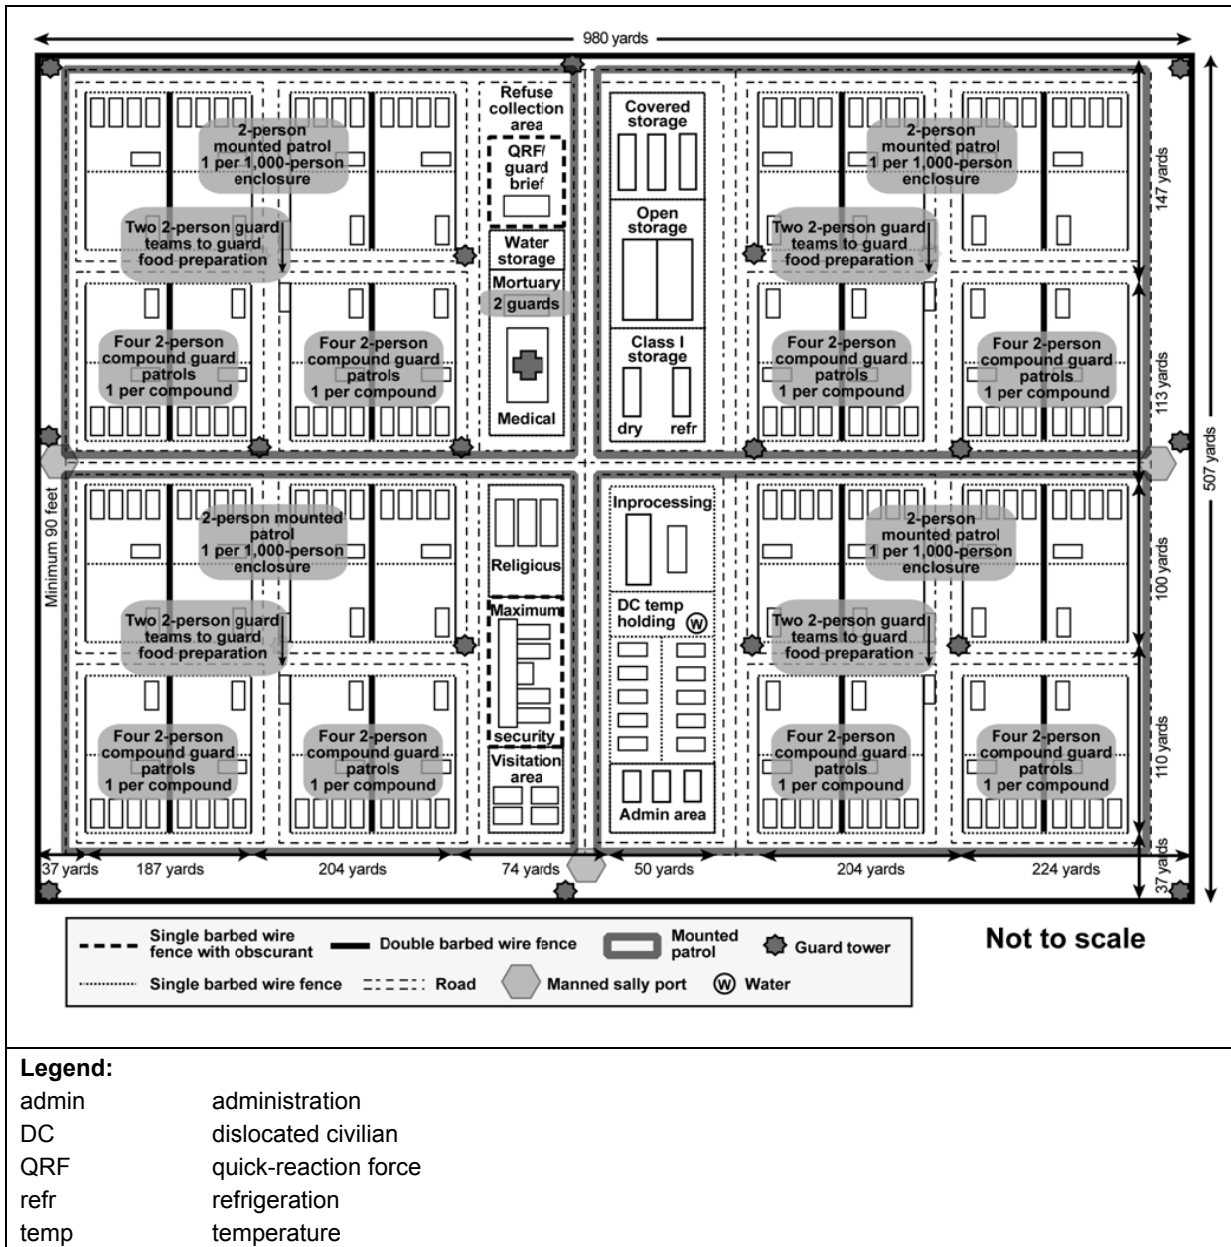 980 yards
Refuse
collection
area
QRF/
guard
brief
Water
storage
Mortuary
2 guards
Medical
Covered
storage
Open
storage
Class I
storage
dry refr
2-person
mounted patrol
1 per 1,000-person
enclosure
Two 2-person guard
teams to guard
food preparation
Four 2-person
compound guard
patrols
1 per compound
Four 2-person
compound guard
patrols
1 per compound
2-person
mounted patrol
1 per 1,000-person
enclosure
Two 2-person guard
teams to guard
food preparation
Four 2-person
compound guard
patrols
1 per compound
Four 2-person
compound guard
patrols
1 per compound
147 yards
113 yards
507 yards
Minimum 90 feet
2-person mounted
patrol
1 per 1,000-person
enclosure
Two 2-person guard
teams to guard
food preparation
Four 2-person
compound guard
patrols
1 per compound
Four 2-person
compound guard
patrols
1 per compound
Religious
Maximum
security
Visitation
area
Inprocessing
DC temp
holding W
Admin area
2-person
mounted patrol
1 per 1,000-person
enclosure
Two 2-person guard
teams to guard
food preparation
Four 2-person
compound guard
patrols
1 per compound
Four 2-person
compound guard
patrols
1 per compound
100 yards
110 yards
37 yards
37 yards 187 yards 204 yards 74 yards 50 yards 204 yards 224 yards
Single barbed wire
fence with obscurant
Double barbed wire fence
Mounted
patrol
Guard tower
Single barbed wire fence
Road
Manned sally port
W Water
Not to scale
Legend:
admin administration
DC dislocated civilian
QRF quick-reaction force
refr refrigeration
temp temperature